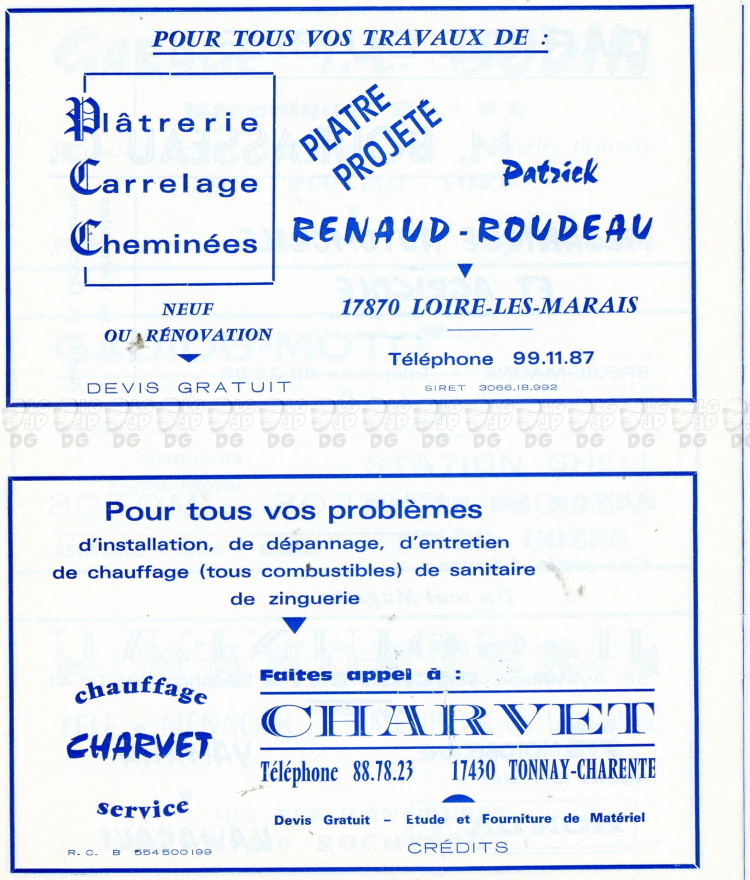 POUR TOUS VOS TRAVAUX DE :
Plâtrerie
Carrelage
Cheminées
PLATRE
PROJETÉ
Patrick
RENAUD-ROUDEAU
17870 LOIRE-LES-MARAIS
NEUF
OU RÉNOVATION
DEVIS GRATUIT
Téléphone 99.11.87
SIRET 3066.18.992
Pour tous vos problèmes
d'installation, de dépannage, d'entretien
de chauffage (tous combustibles) de sanitaire
de zinguerie
Faites appel à :
chauffage
CHARVET
service
CHARVET
Téléphone 88.78.23 17430 TONNAY-CHARENTE
Devis Gratuit - Etude et Fourniture de Matériel
CRÉDITS
R. C. B 554500199